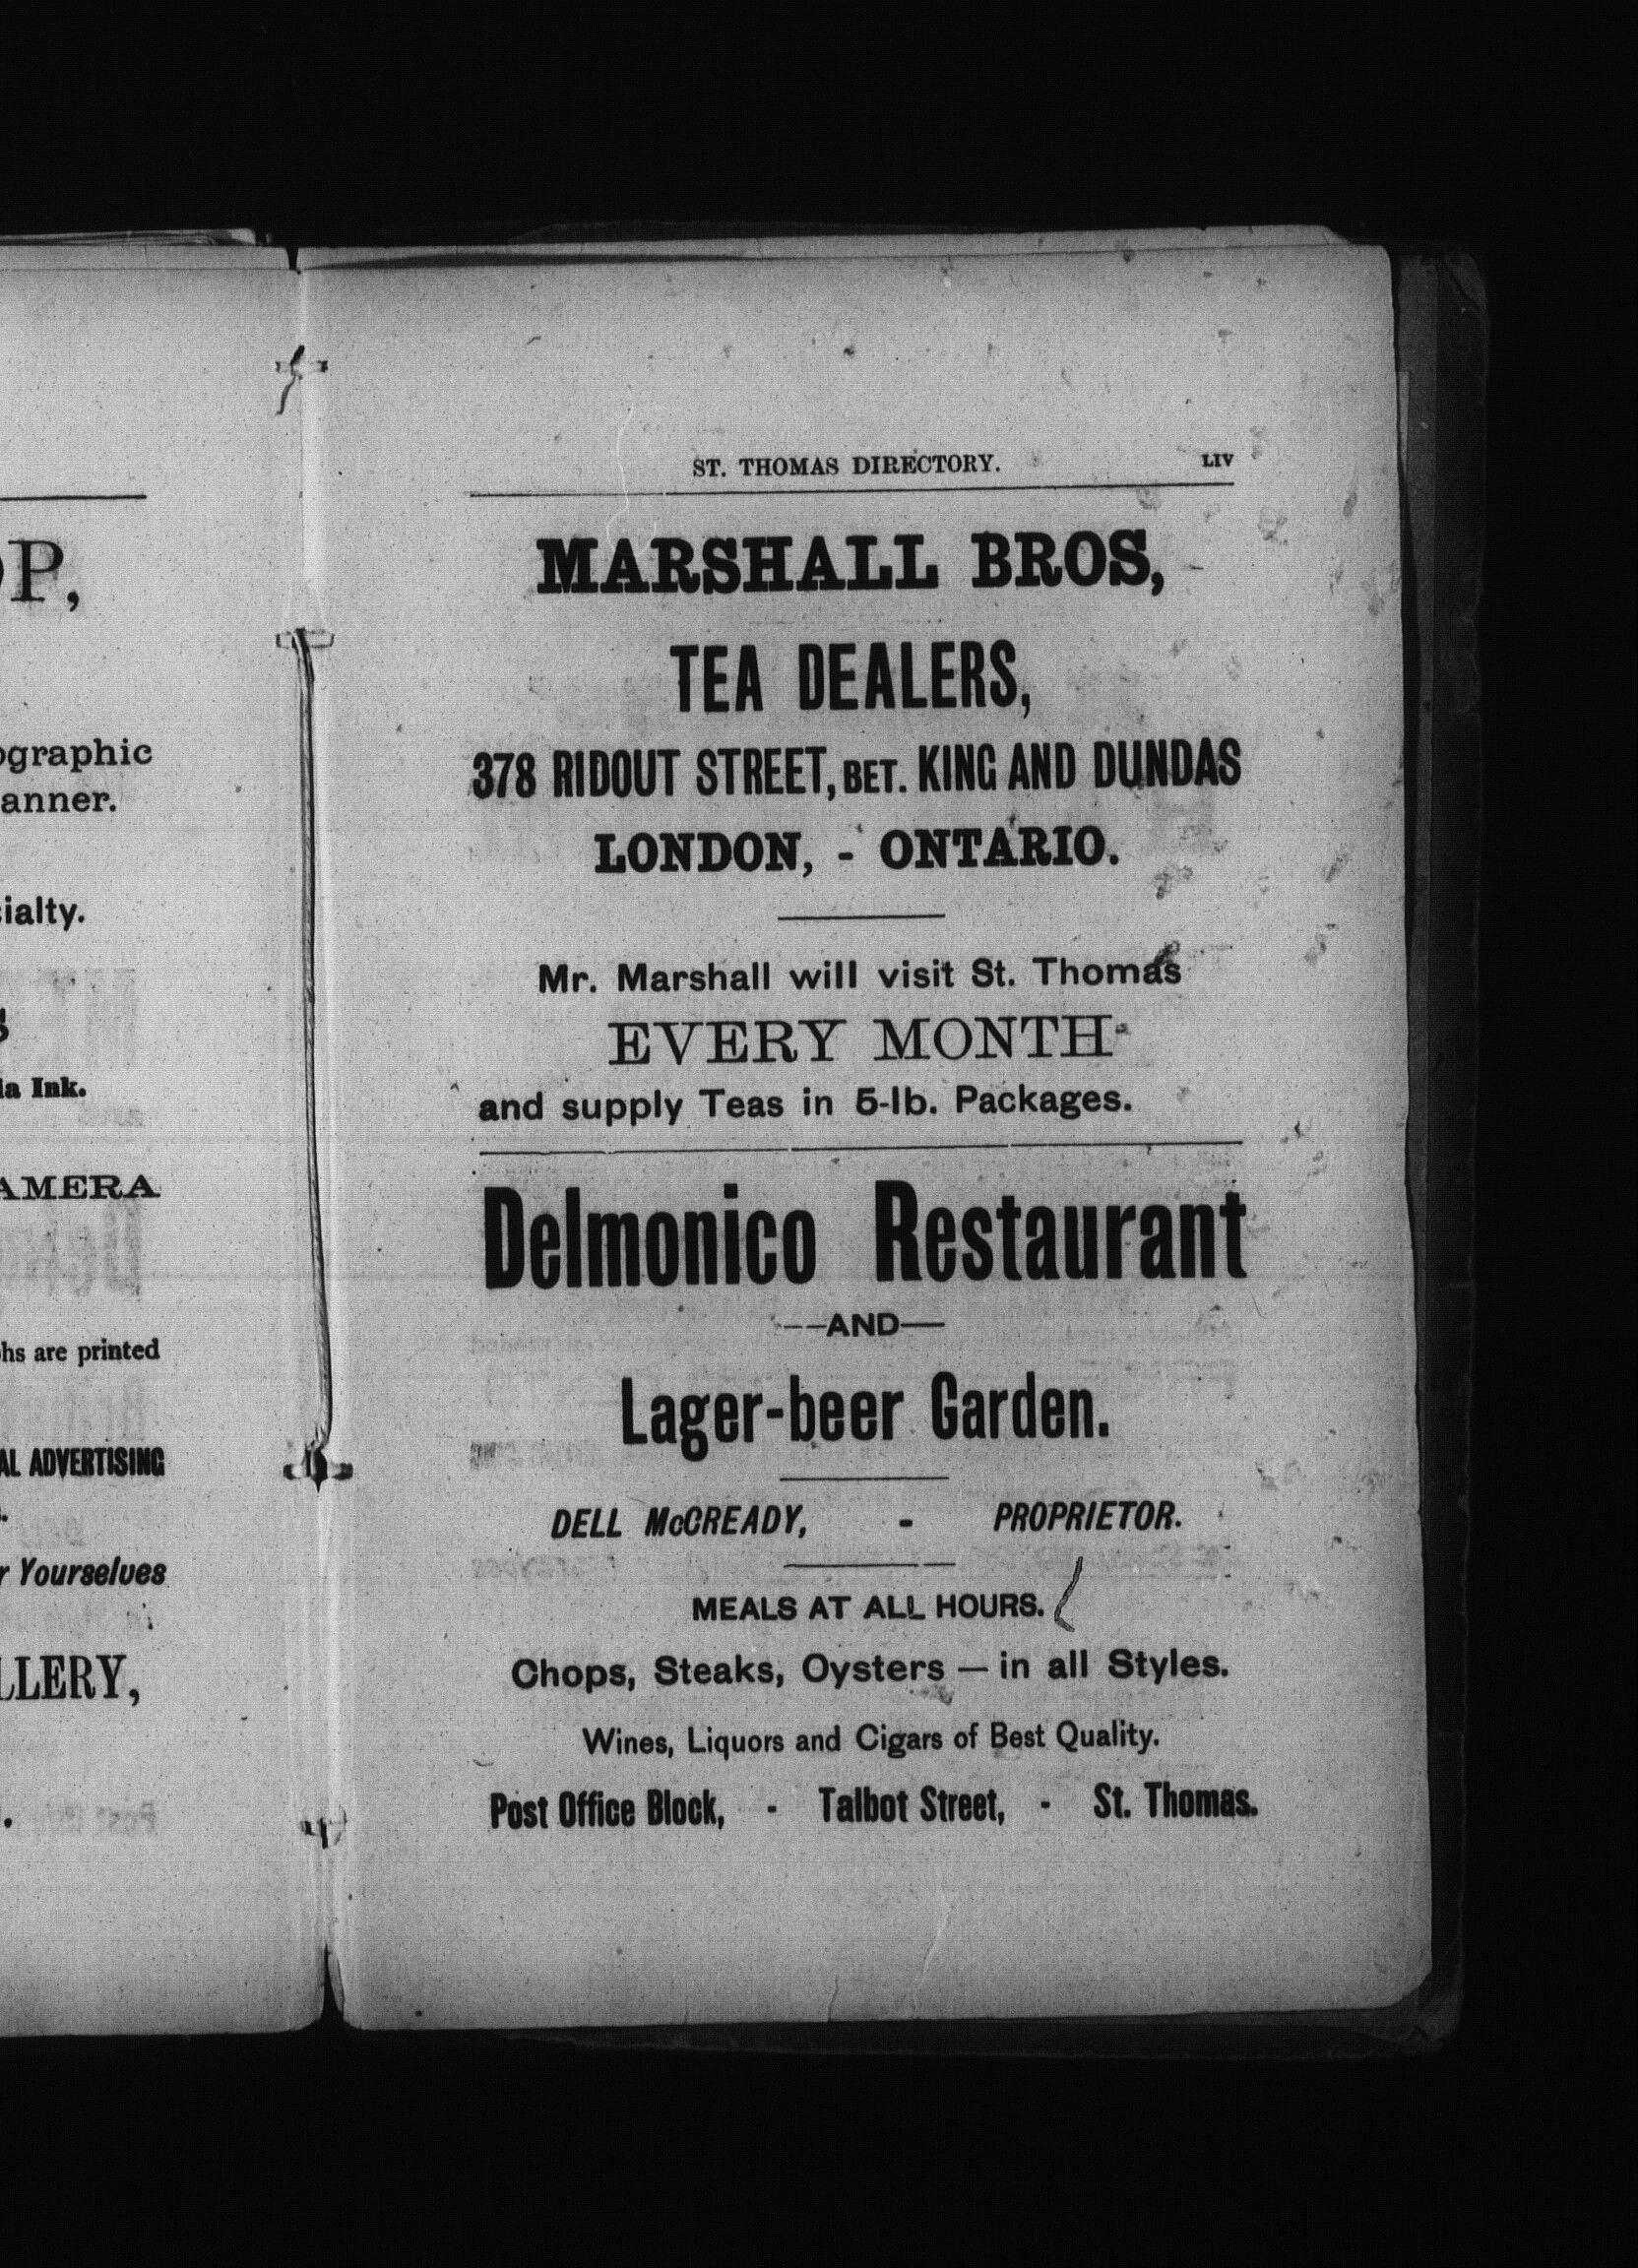 P,
ographic
anner.
ialty.
g
ia Ink.
AMERA
hs are printed
AL ADVERTISING
r Yourselves
LLERY,
ST. THOMAS DIRECTORY. LIV
MARSHALL BROS,
TEA DEALERS,
378 RIDOUT STREET, BET. KING AND DUNDAS
LONDON, - ONTARIO.
Mr. Marshall will visit St. Thomas
EVERY MONTH
and supply Teas in 5-lb. Packages.
Delmonico Restaurant
—AND—
Lager-beer Garden.
DELL McCREADY, - PROPRIETOR.
MEALS AT ALL HOURS.
Chops, Steaks, Oysters — in all Styles.
Wines, Liquors and Cigars of Best Quality.
Post Office Block, - Talbot Street, - St. Thomas.